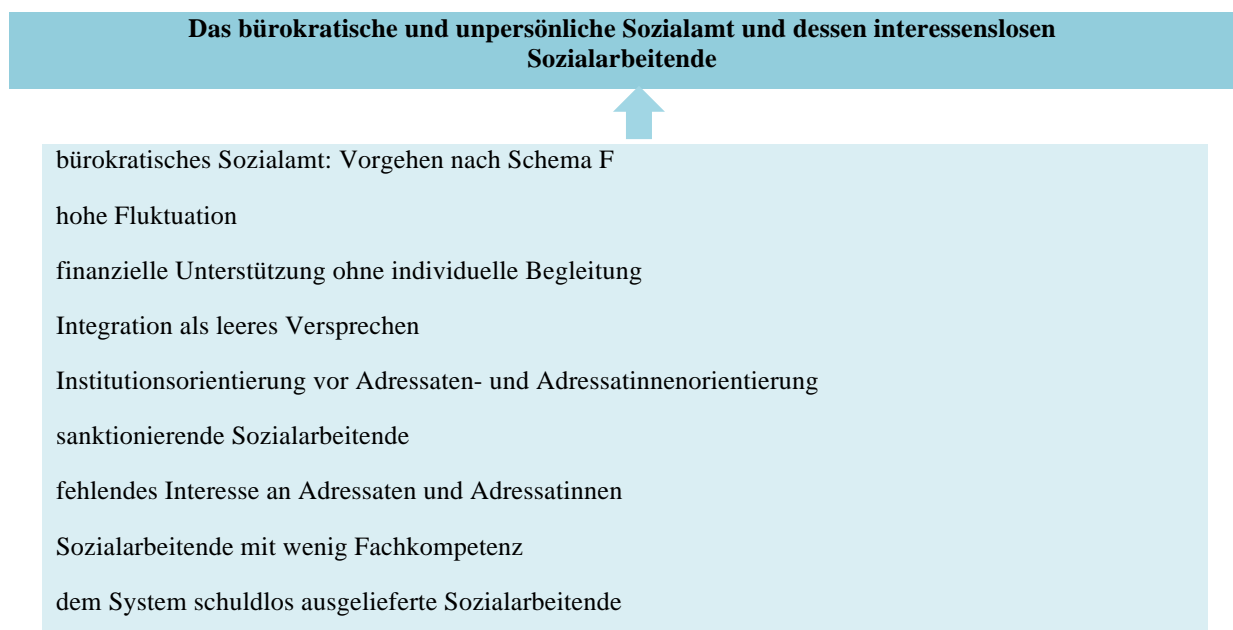 Das bürokratische und unpersönliche Sozialamt und dessen interessenslosen
Sozialarbeitende
bürokratisches Sozialamt: Vorgehen nach Schema F
hohe Fluktuation
finanzielle Unterstützung ohne individuelle Begleitung
Integration als leeres Versprechen
Institutionsorientierung vor Adressaten- und Adressatinnenorientierung
sanktionierende Sozialarbeitende
fehlendes Interesse an Adressaten und Adressatinnen
Sozialarbeitende mit wenig Fachkompetenz
dem System schuldlos ausgelieferte Sozialarbeitende